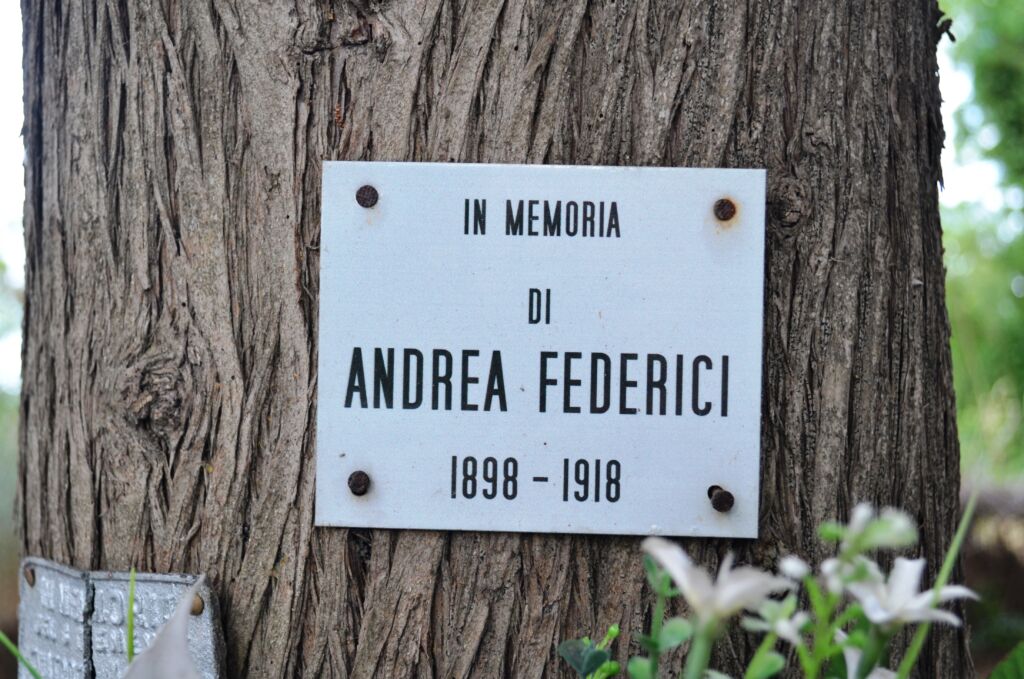 IN MEMORIA
DI
ANDREA FEDERICI
1898 - 1918